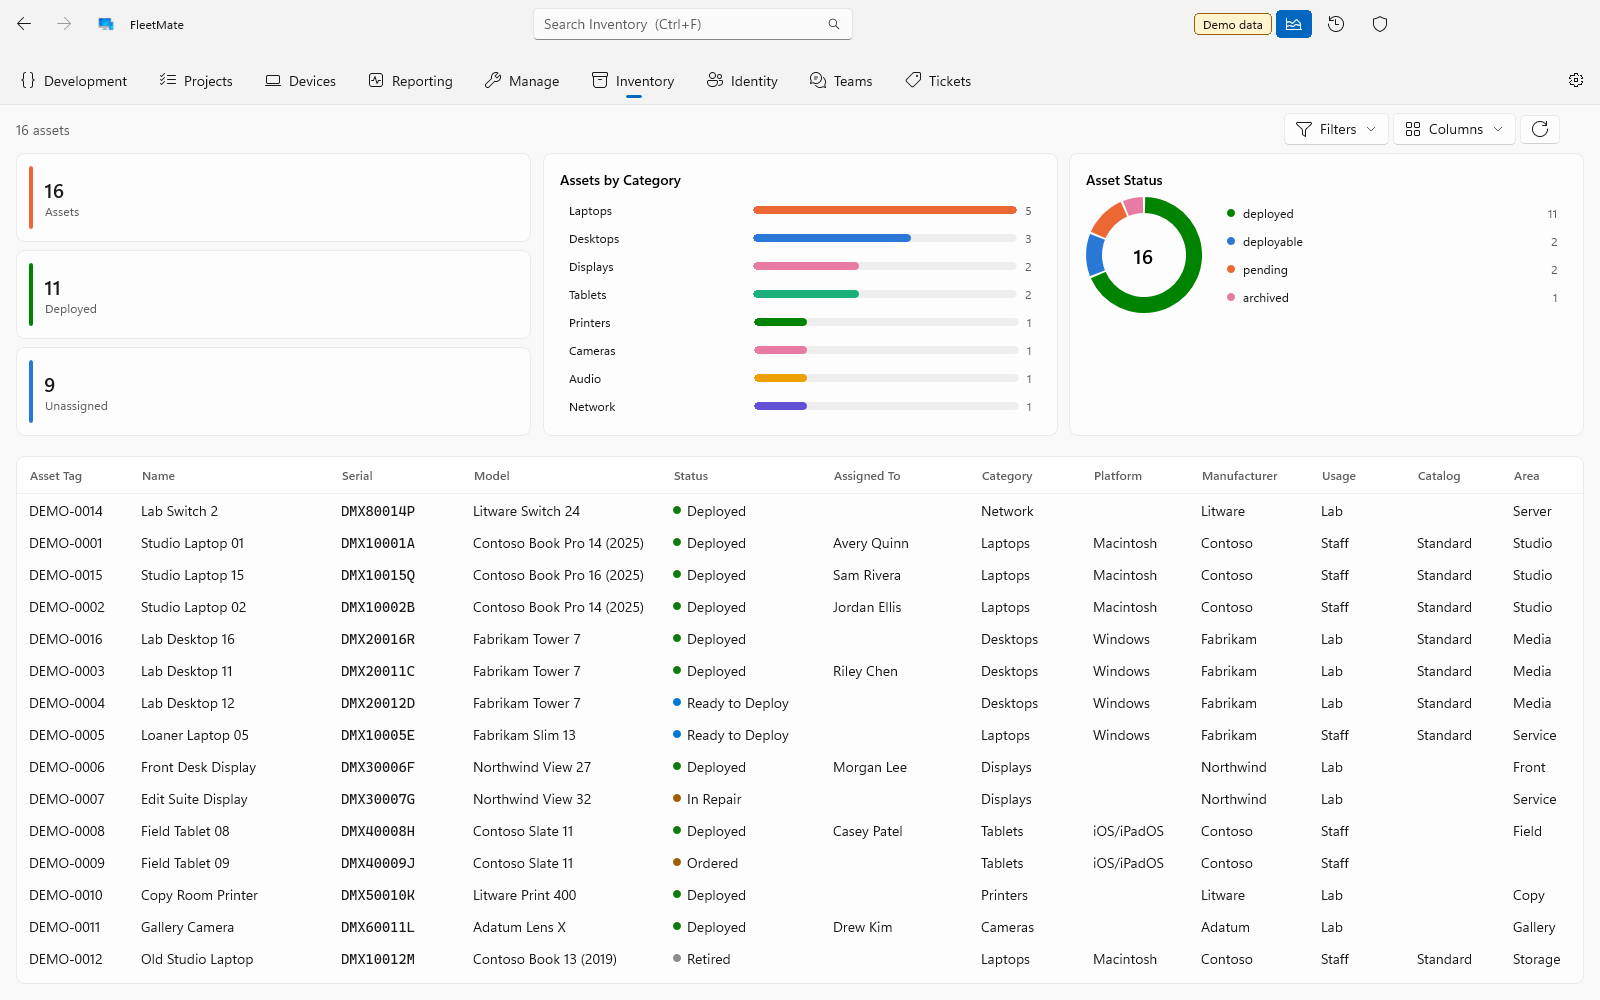 FleetMate
Search Inventory (Ctrl+F)
Demo data
Development
Projects
Devices
Reporting
Manage
Inventory
Identity
Teams
Tickets
16 assets
Filters
Columns
16
Assets
11
Deployed
9
Unassigned
Assets by Category
Laptops 5
Desktops 3
Displays 2
Tablets 2
Printers 1
Cameras 1
Audio 1
Network 1
Asset Status
16
deployed 11
deployable 2
pending 2
archived 1
Asset Tag Name Serial Model Status Assigned To Category Platform Manufacturer Usage Catalog Area
DEMO-0014 Lab Switch 2 DMX80014P Litware Switch 24 Deployed Network Litware Lab Server
DEMO-0001 Studio Laptop 01 DMX10001A Contoso Book Pro 14 (2025) Deployed Avery Quinn Laptops Macintosh Contoso Staff Standard Studio
DEMO-0015 Studio Laptop 15 DMX10015Q Contoso Book Pro 16 (2025) Deployed Sam Rivera Laptops Macintosh Contoso Staff Standard Studio
DEMO-0002 Studio Laptop 02 DMX10002B Contoso Book Pro 14 (2025) Deployed Jordan Ellis Laptops Macintosh Contoso Staff Standard Studio
DEMO-0016 Lab Desktop 16 DMX20016R Fabrikam Tower 7 Deployed Desktops Windows Fabrikam Lab Standard Media
DEMO-0003 Lab Desktop 11 DMX20011C Fabrikam Tower 7 Deployed Riley Chen Desktops Windows Fabrikam Lab Standard Media
DEMO-0004 Lab Desktop 12 DMX20012D Fabrikam Tower 7 Ready to Deploy Desktops Windows Fabrikam Lab Standard Media
DEMO-0005 Loaner Laptop 05 DMX10005E Fabrikam Slim 13 Ready to Deploy Laptops Windows Fabrikam Staff Standard Service
DEMO-0006 Front Desk Display DMX30006F Northwind View 27 Deployed Morgan Lee Displays Northwind Lab Front
DEMO-0007 Edit Suite Display DMX30007G Northwind View 32 In Repair Displays Northwind Lab Service
DEMO-0008 Field Tablet 08 DMX40008H Contoso Slate 11 Deployed Casey Patel Tablets iOS/iPadOS Contoso Staff Field
DEMO-0009 Field Tablet 09 DMX40009J Contoso Slate 11 Ordered Tablets iOS/iPadOS Contoso Staff
DEMO-0010 Copy Room Printer DMX50010K Litware Print 400 Deployed Printers Litware Lab Copy
DEMO-0011 Gallery Camera DMX60011L Adatum Lens X Deployed Drew Kim Cameras Adatum Lab Gallery
DEMO-0012 Old Studio Laptop DMX10012M Contoso Book 13 (2019) Retired Laptops Macintosh Contoso Staff Standard Storage